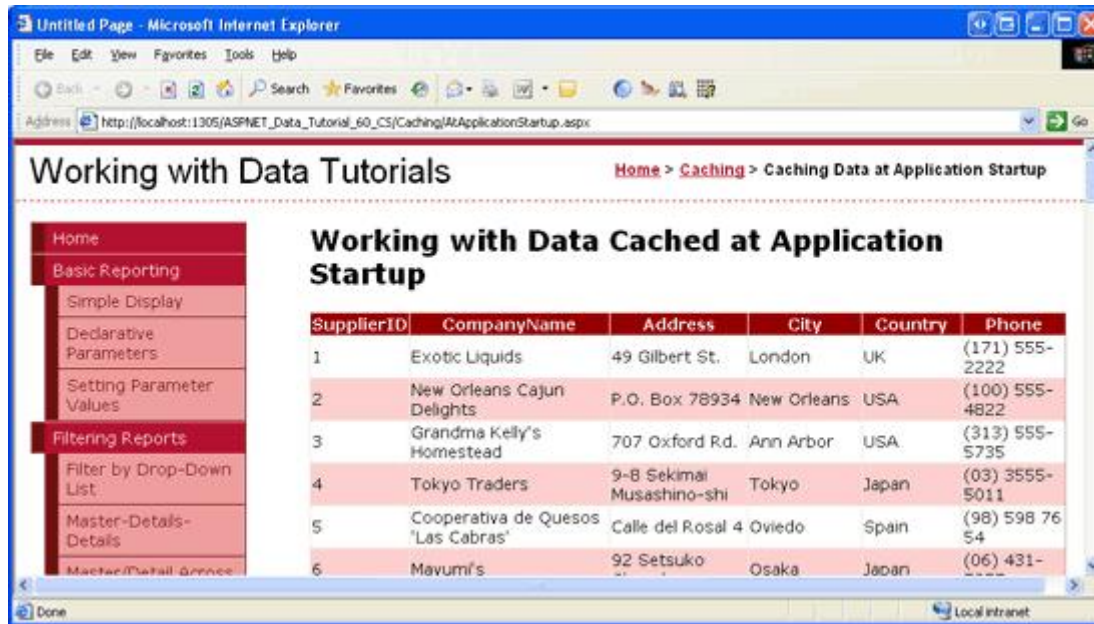 Untitled Page - Microsoft Internet Explorer
File Edit View Favorites Tools Help
Back Search Favorites
Address http://localhost:1305/ASPNET_Data_Tutorial_60_CS/Caching/AtApplicationStartup.aspx Go
Working with Data Tutorials
Home > Caching > Caching Data at Application Startup
Home
Basic Reporting
Simple Display
Declarative
Parameters
Setting Parameter
Values
Filtering Reports
Filter by Drop-Down
List
Master-Details-
Details
Master/Detail Across
Working with Data Cached at Application
Startup
SupplierID CompanyName Address City Country Phone
1 Exotic Liquids 49 Gilbert St. London UK (171) 555-
2222
2 New Orleans Cajun
Delights P.O. Box 78934 New Orleans USA (100) 555-
4822
3 Grandma Kelly's
Homestead 707 Oxford Rd. Ann Arbor USA (313) 555-
5735
4 Tokyo Traders 9-8 Sekimai
Musashino-shi Tokyo Japan (03) 3555-
5011
5 Cooperativa de Quesos
'Las Cabras' Calle del Rosal 4 Oviedo Spain (98) 598 76
54
6 Mayumi's 92 Setsuko
Osaka Japan (06) 431-
Done
Local intranet